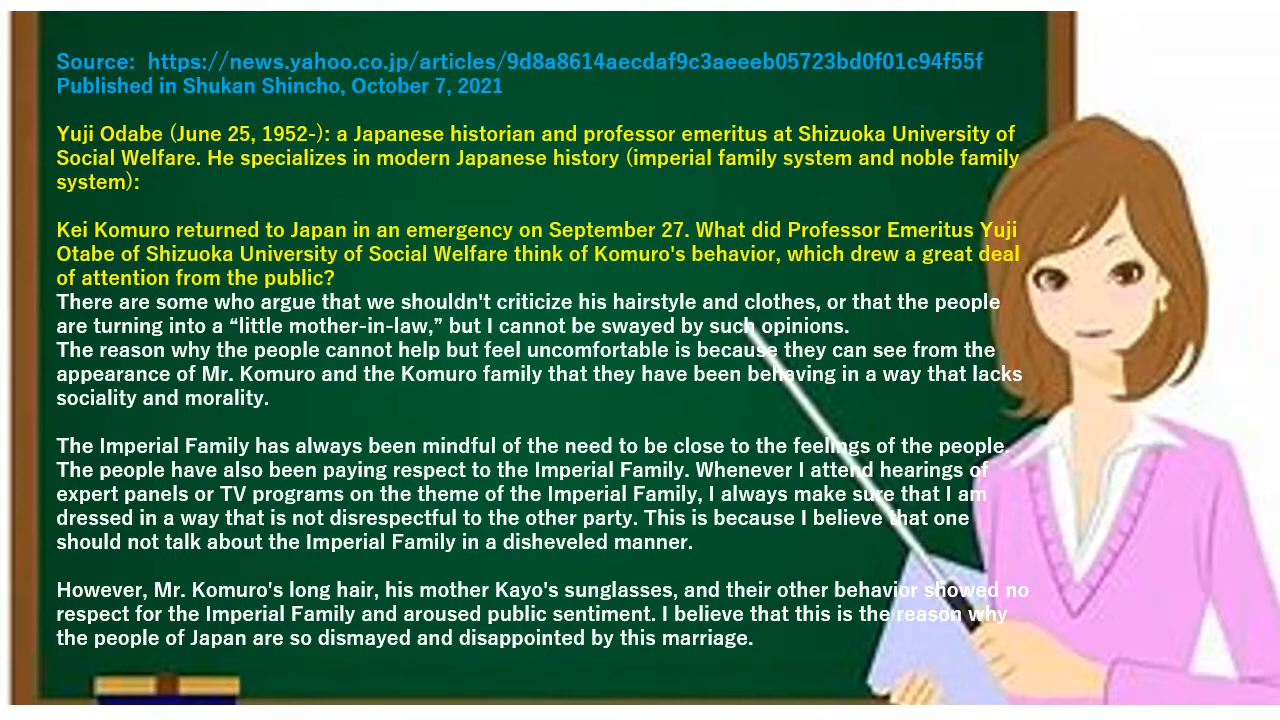 Source:  https://news.yahoo.co.jp/articles/9d8a8614aecdaf9c3aeeeb05723bd0f01c94f55f
Published in Shukan Shincho, October 7, 2021
Yuji Odabe (June 25, 1952-): a Japanese historian and professor emeritus at Shizuoka University of
Social Welfare. He specializes in modern Japanese history (imperial family system and noble family
system):
Kei Komuro returned to Japan in an emergency on September 27. What did Professor Emeritus Yuji
Otabe of Shizuoka University of Social Welfare think of Komuro's behavior, which drew a great deal
of attention from the public?
There are some who argue that we shouldn't criticize his hairstyle and clothes, or that the people
are turning into a “little mother-in-law,” but I cannot be swayed by such opinions.
The reason why the people cannot help but feel uncomfortable is because they can see from the
appearance of Mr. Komuro and the Komuro family that they have been behaving in a way that lacks
sociality and morality.
The Imperial Family has always been mindful of the need to be close to the feelings of the people.
The people have also been paying respect to the Imperial Family. Whenever I attend hearings of
expert panels or TV programs on the theme of the Imperial Family, I always make sure that I am
dressed in a way that is not disrespectful to the other party. This is because I believe that one
should not talk about the Imperial Family in a disheveled manner.
However, Mr. Komuro's long hair, his mother Kayo's sunglasses, and their other behavior showed no
respect for the Imperial Family and aroused public sentiment. I believe that this is the reason why
the people of Japan are so dismayed and disappointed by this marriage.